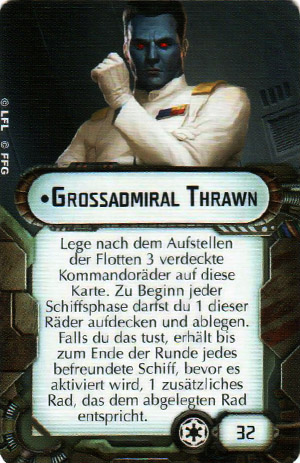 © LFL © FFG
•Grossadmiral Thrawn
Lege nach dem Aufstellen
der Flotten 3 verdeckte
Kommandoräder auf diese
Karte. Zu Beginn jeder
Schiffsphase darfst du 1 dieser
Räder aufdecken und ablegen.
Falls du das tust, erhält bis
zum Ende der Runde jedes
befreundete Schiff, bevor es
aktiviert wird, 1 zusätzliches
Rad, das dem abgelegten Rad
entspricht.
32